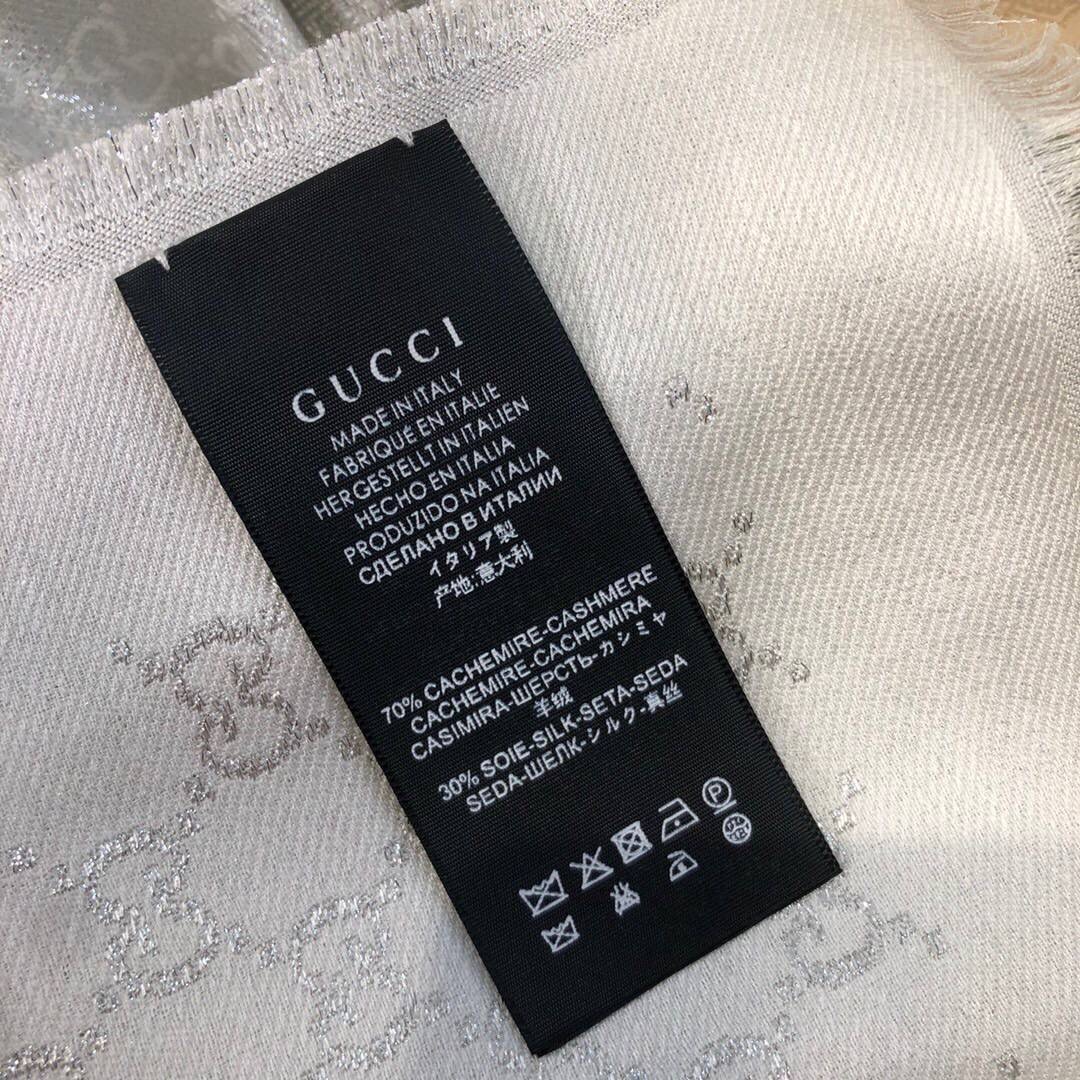 GUCCI
MADE IN ITALY
FABRIQUÉ EN ITALIE
HERGESTELLT IN ITALIEN
HECHO EN ITALIA
PRODUZIDO NA ITALIA
СДЕЛАНО В ИТАЛИИ
イタリア製
产地:意大利
70% CACHEMIRE-CASHMERE
CACHEMIRE-CACHEMIRA
CASIMIRA-ШЕРСТЬ-カシミヤ
羊绒
30% SOIE-SILK-SETA-SEDA
SEDA-ШЕЛК-シルク-真丝
P